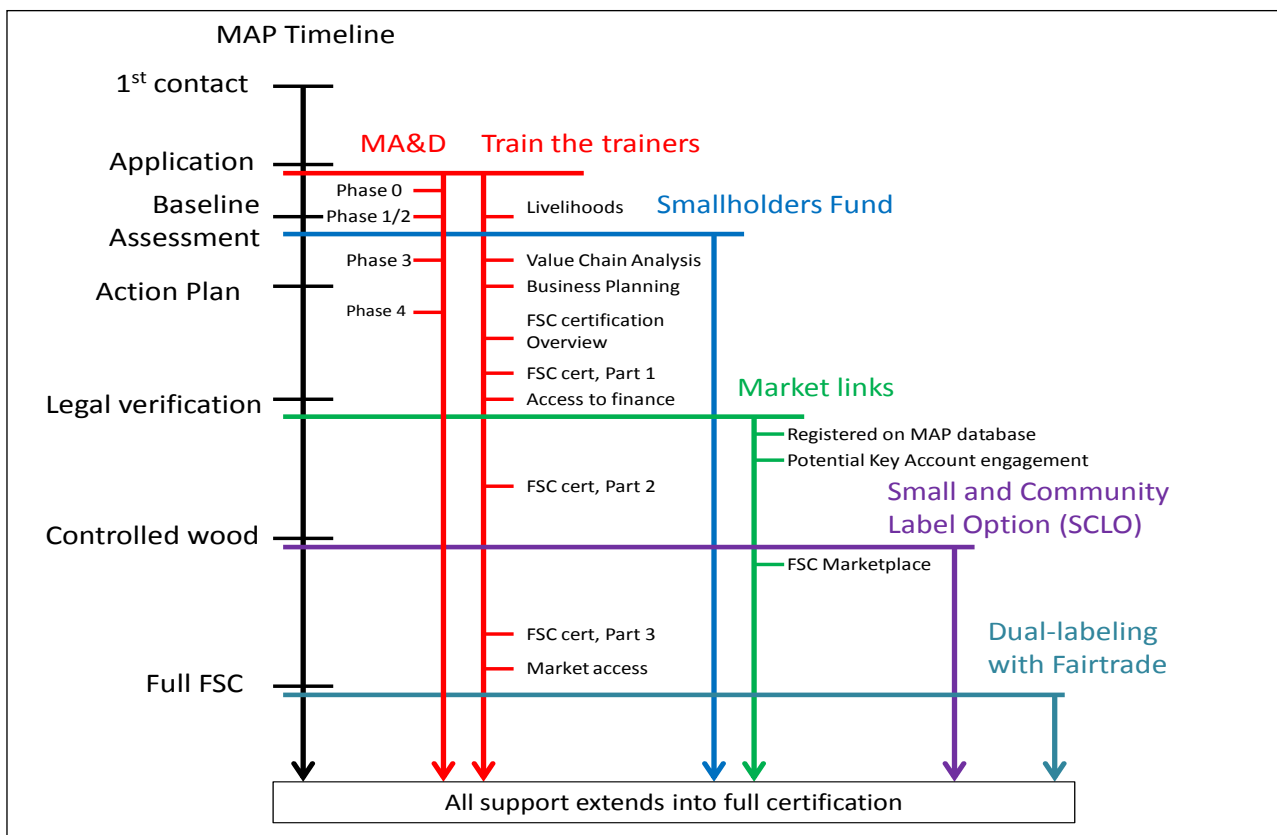 MAP Timeline
1st contact
MA&D
Train the trainers
Application
Phase 0
Baseline
Assessment
Phase 1/2
Livelihoods
Smallholders Fund
Phase 3
Value Chain Analysis
Action Plan
Business Planning
Phase 4
FSC certification
Overview
FSC cert, Part 1
Market links
Legal verification
Access to finance
Registered on MAP database
Potential Key Account engagement
FSC cert, Part 2
Small and Community
Label Option (SCLO)
Controlled wood
FSC Marketplace
FSC cert, Part 3
Dual-labeling
with Fairtrade
Market access
Full FSC
All support extends into full certification